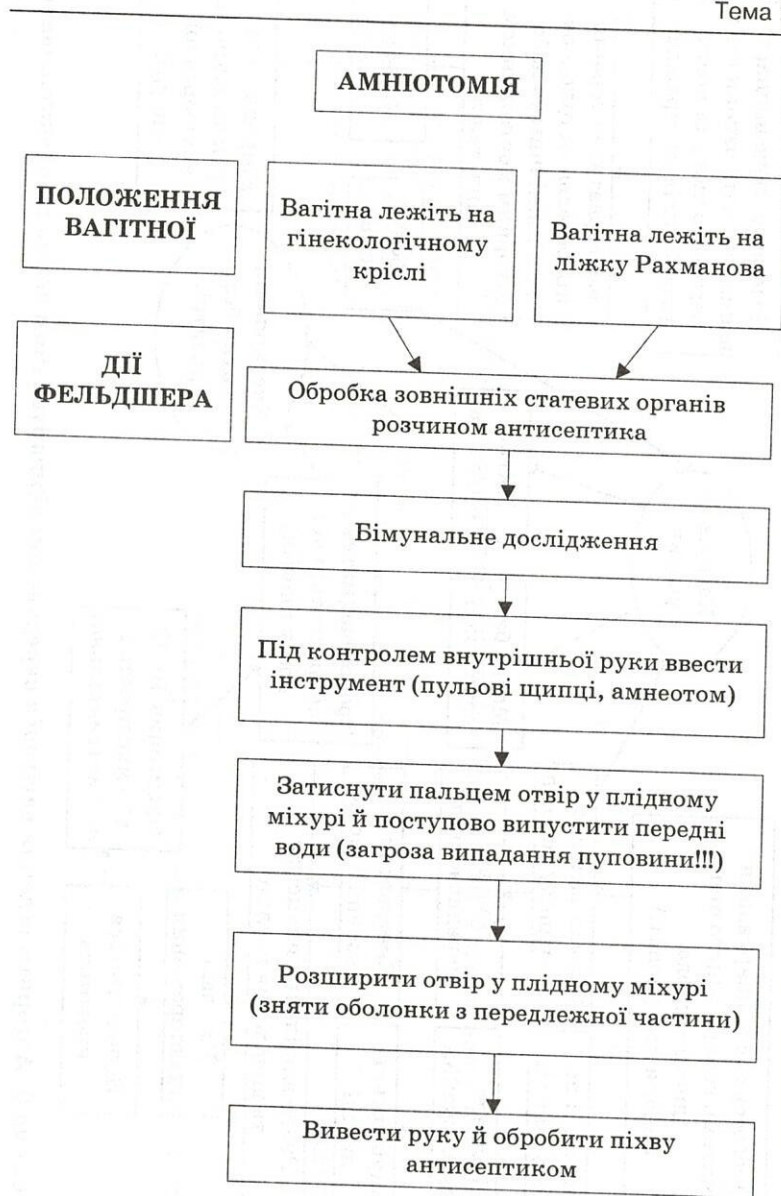 Тема
АМНІОТОМІЯ
ПОЛОЖЕННЯ
ВАГІТНОЇ
Вагітна лежіть на
гінекологічному
кріслі
Вагітна лежіть на
ліжку Рахманова
ДІЇ
ФЕЛЬДШЕРА
Обробка зовнішніх статевих органів
розчином антисептика
Бімунальне дослідження
Під контролем внутрішньої руки ввести
інструмент (пульові щипці, амнеотом)
Затиснути пальцем отвір у плідному
міхурі й поступово випустити передні
води (загроза випадання пуповини!!!)
Розширити отвір у плідному міхурі
(зняти оболонки з передлежної частини)
Вивести руку й обробити піхву
антисептиком